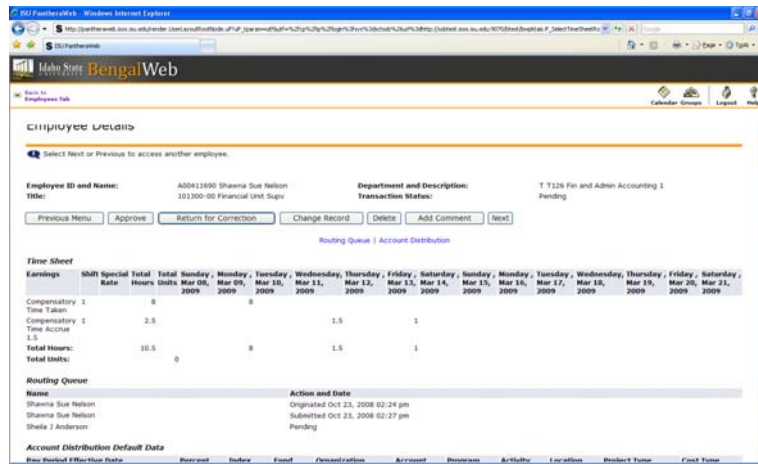 ISU PantheraWeb - Windows Internet Explorer
ISU PantheraWeb
Idaho State BengalWeb
UNIVERSITY
Back to
Employees Tab
Calendar Groups Logout Help
Employee Details
Select Next or Previous to access another employee.
Employee ID and Name: A00411690 Shawna Sue Nelson Department and Description: T T126 Fin and Admin Accounting 1
Title: 101300-00 Financial Unit Supv Transaction Status: Pending
Previous Menu Approve Return for Correction Change Record Delete Add Comment Next
Routing Queue | Account Distribution
Time Sheet
Earnings Shift Special Total Total Sunday , Monday , Tuesday , Wednesday, Thursday , Friday , Saturday , Sunday , Monday , Tuesday , Wednesday, Thursday , Friday , Saturday ,
Rate Hours Units Mar 08, Mar 09, Mar 10, Mar 11, Mar 12, Mar 13, Mar 14, Mar 15, Mar 16, Mar 17, Mar 18, Mar 19, Mar 20, Mar 21,
2009 2009 2009 2009 2009 2009 2009 2009 2009 2009 2009 2009 2009 2009
Compensatory 1 8 8
Time Taken
Compensatory 1 2.5 1.5 1
Time Accrue
1.5
Total Hours: 10.5 8 1.5 1
Total Units: 0
Routing Queue
Name Action and Date
Shawna Sue Nelson Originated Oct 23, 2008 02:24 pm
Shawna Sue Nelson Submitted Oct 23, 2008 02:27 pm
Sheila J Anderson Pending
Account Distribution Default Data
Pay Period Effective Date Percent Index Fund Organization Account Program Activity Location Project Type Cost Type